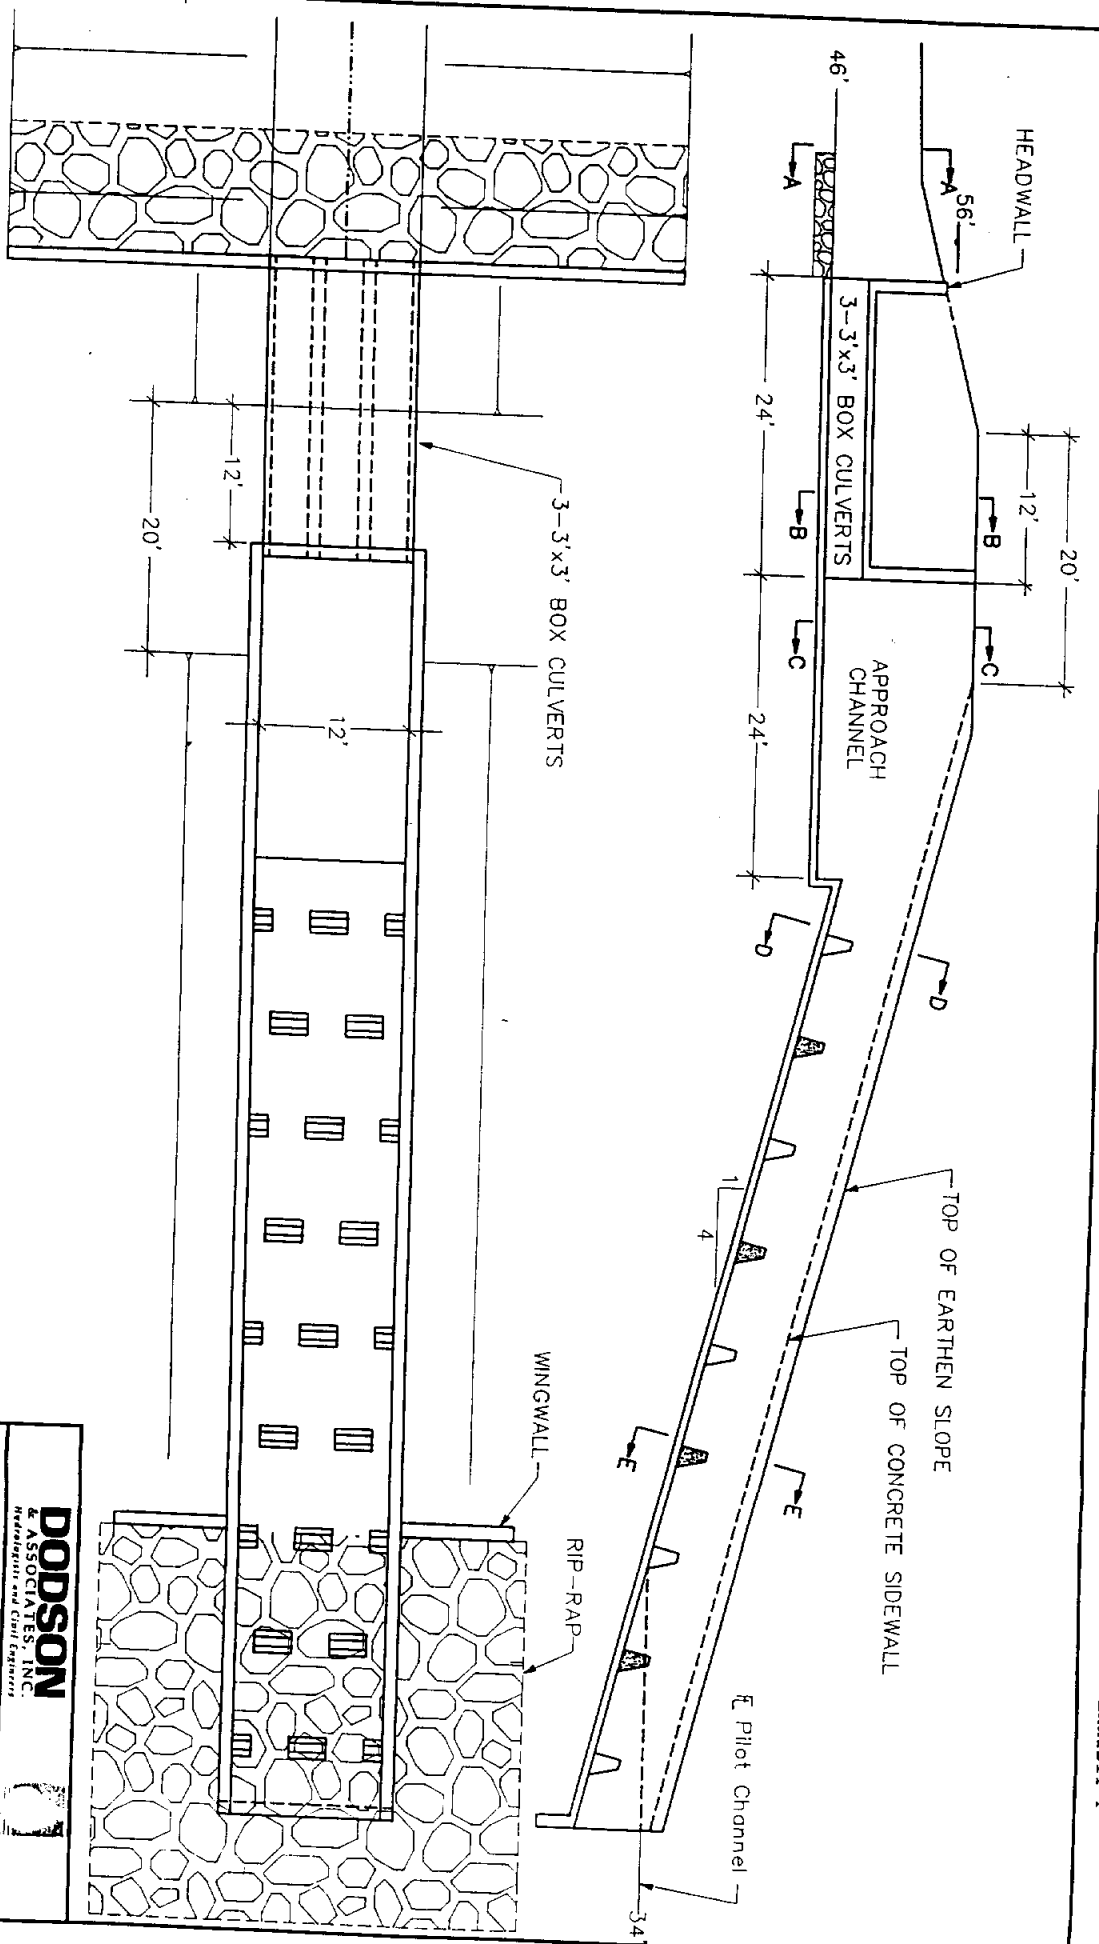 HEADWALL
56'
46'
A
A
3-3'x3' BOX CULVERTS
24'
24'
12'
20'
B
B
C
C
APPROACH
CHANNEL
D
D
1
4
TOP OF EARTHEN SLOPE
TOP OF CONCRETE SIDEWALL
E
E
Pilot Channel
34
3-3'x3' BOX CULVERTS
12'
20'
12'
WINGWALL
RIP-RAP
DODSON
& ASSOCIATES, INC.
Hydrologists and Civil Engineers